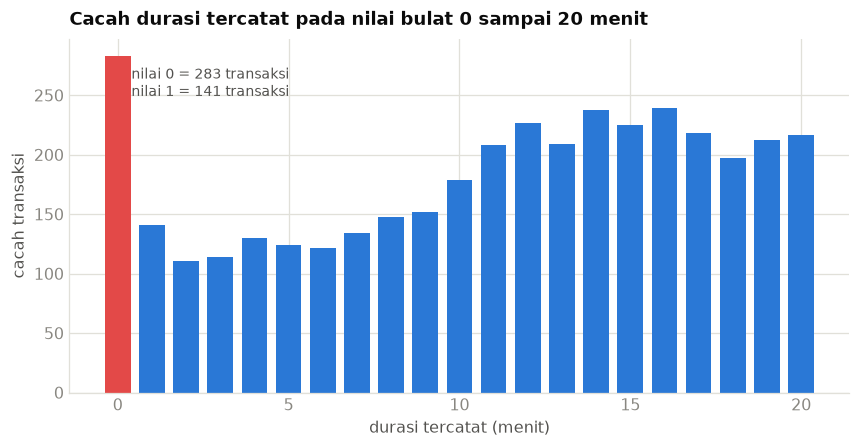 Cacah durasi tercatat pada nilai bulat 0 sampai 20 menit
nilai 0 = 283 transaksi
nilai 1 = 141 transaksi
cacah transaksi
250
200
150
100
50
0
0 5 10 15 20
durasi tercatat (menit)